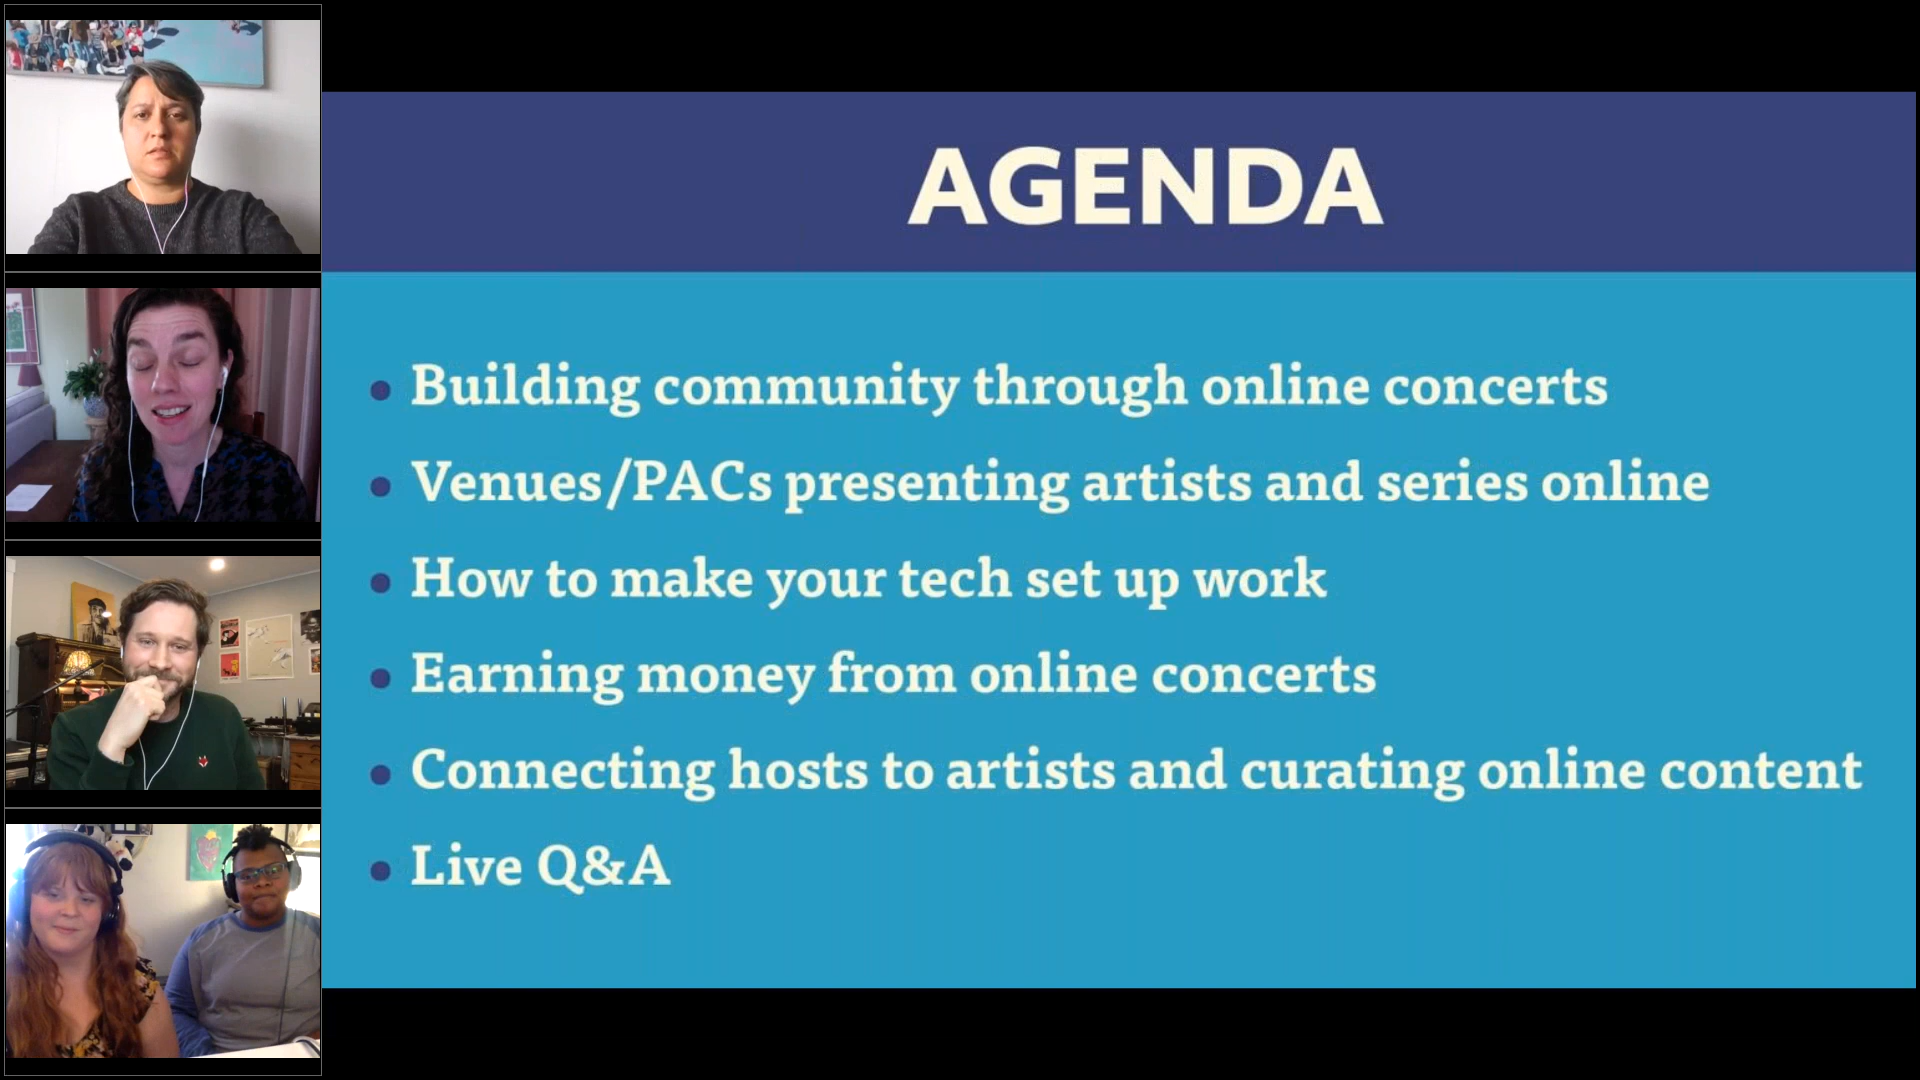 AGENDA
• Building community through online concerts
• Venues/PACs presenting artists and series online
• How to make your tech set up work
• Earning money from online concerts
• Connecting hosts to artists and curating online content
• Live Q&A